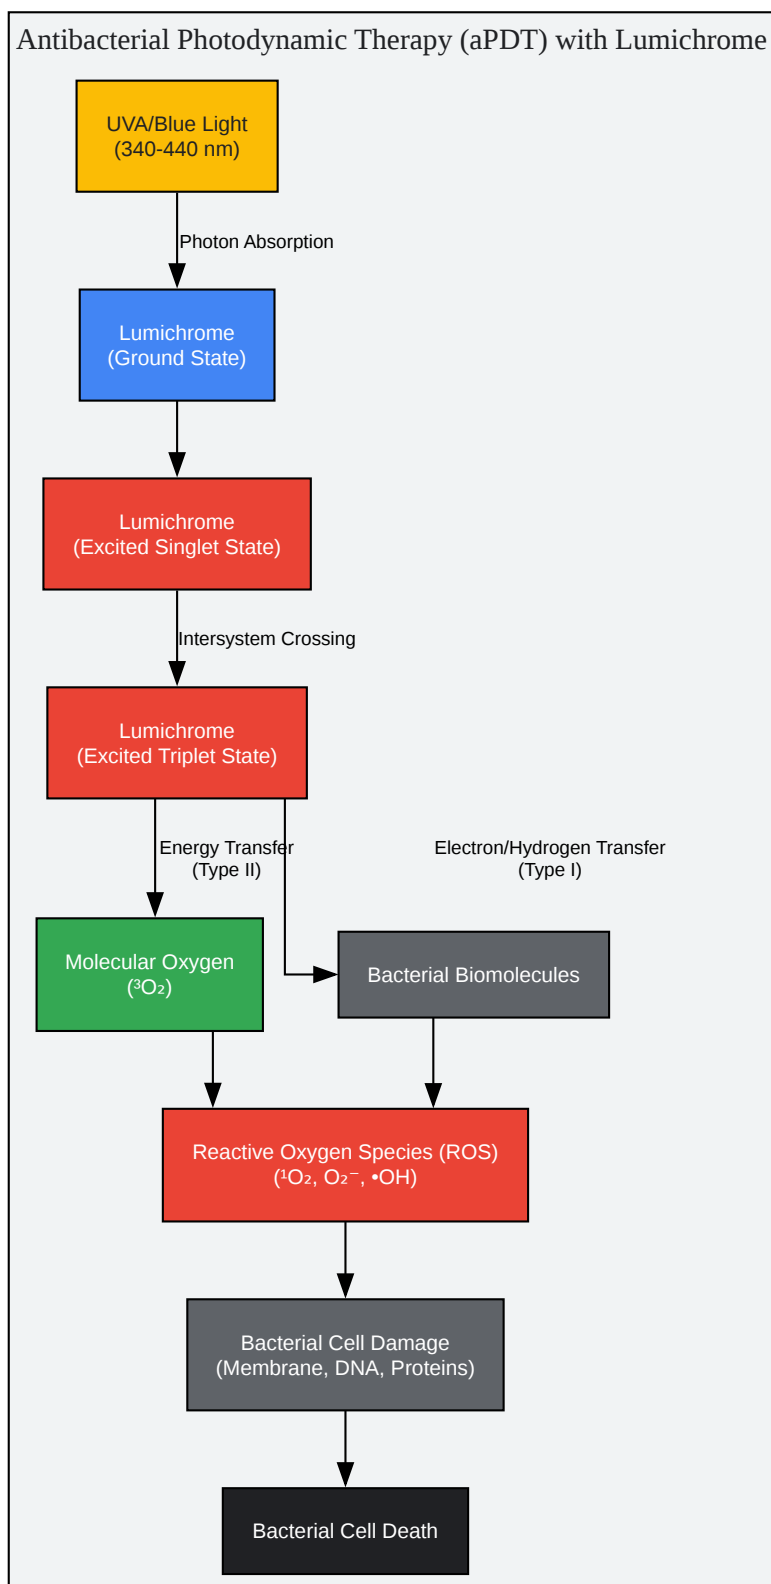 Antibacterial Photodynamic Therapy (aPDT) with Lumichrome
UVA/Blue Light
(340-440 nm)
Photon Absorption
Lumichrome
(Ground State)
Lumichrome
(Excited Singlet State)
Intersystem Crossing
Lumichrome
(Excited Triplet State)
Energy Transfer
(Type II)
Electron/Hydrogen Transfer
(Type I)
Molecular Oxygen
(³O₂)
Bacterial Biomolecules
Reactive Oxygen Species (ROS)
(¹O₂, O₂⁻, •OH)
Bacterial Cell Damage
(Membrane, DNA, Proteins)
Bacterial Cell Death